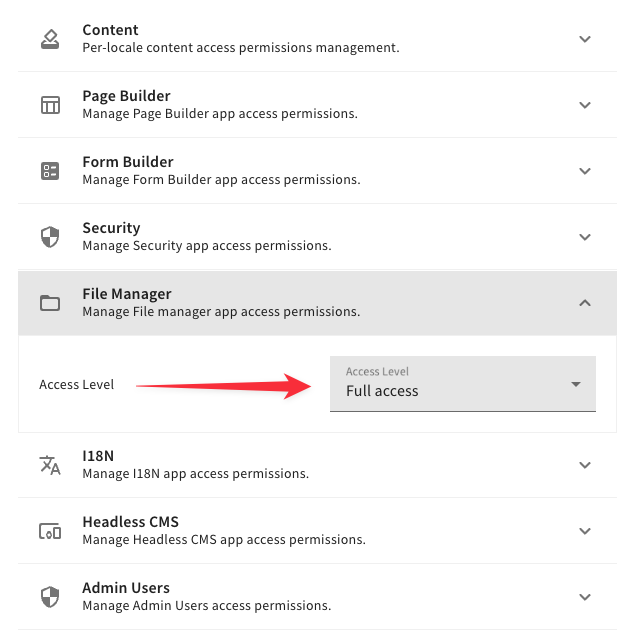 Content
Per-locale content access permissions management.
Page Builder
Manage Page Builder app access permissions.
Form Builder
Manage Form Builder app access permissions.
Security
Manage Security app access permissions.
File Manager
Manage File manager app access permissions.
Access Level
Access Level
Full access
I18N
Manage I18N app access permissions.
Headless CMS
Manage Headless CMS app access permissions.
Admin Users
Manage Admin Users access permissions.